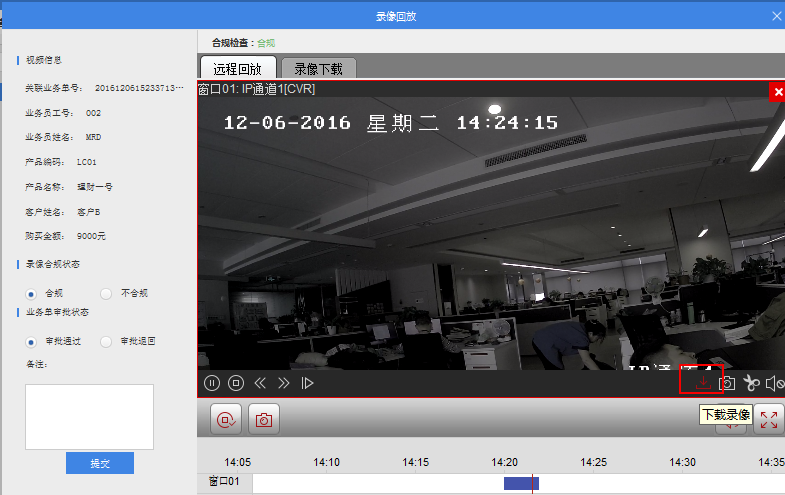 录像回放
视频信息
关联业务单号： 2016120615233713···
业务员工号： 002
业务员姓名： MRD
产品编码： LC01
产品名称： 理财一号
客户姓名： 客户B
购买金额： 9000元
录像合规状态
合规 不合规
业务单审批状态
审批通过 审批返回
备注：
提交
合规检查：合规
远程回放 录像下载
窗口01: IP通道1[CVR]
12-06-2016 星期二 14:24:15
IP通道1
下载录像
14:05 14:10 14:15 14:20 14:25 14:30 14:35
窗口01